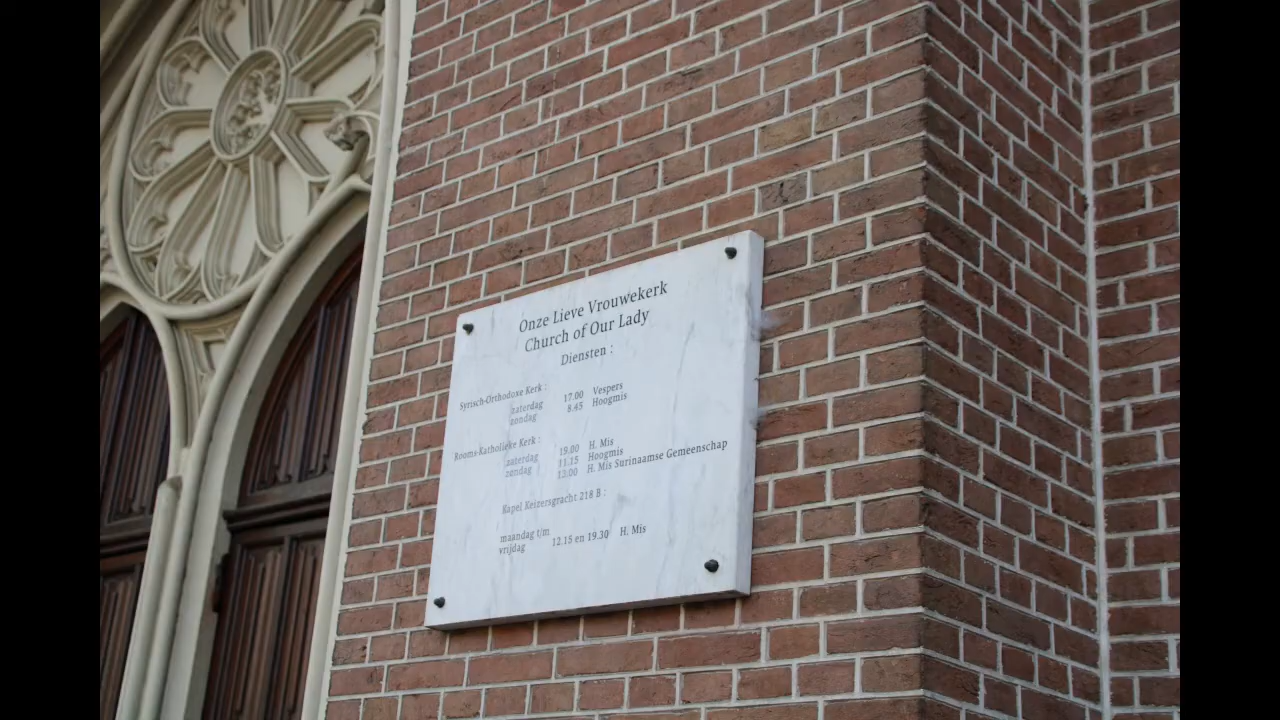 Onze Lieve Vrouwekerk
Church of Our Lady
Diensten :
Syrisch-Orthodoxe Kerk :
zaterdag 17.00 Vespers
zondag 8.45 Hoogmis
Rooms-Katholieke Kerk :
zaterdag 19.00 H. Mis
zondag 11.15 Hoogmis
13.00 H. Mis Surinaamse Gemeenschap
Kapel Keizersgracht 218 B :
maandag t/m
vrijdag 12.15 en 19.30 H. Mis